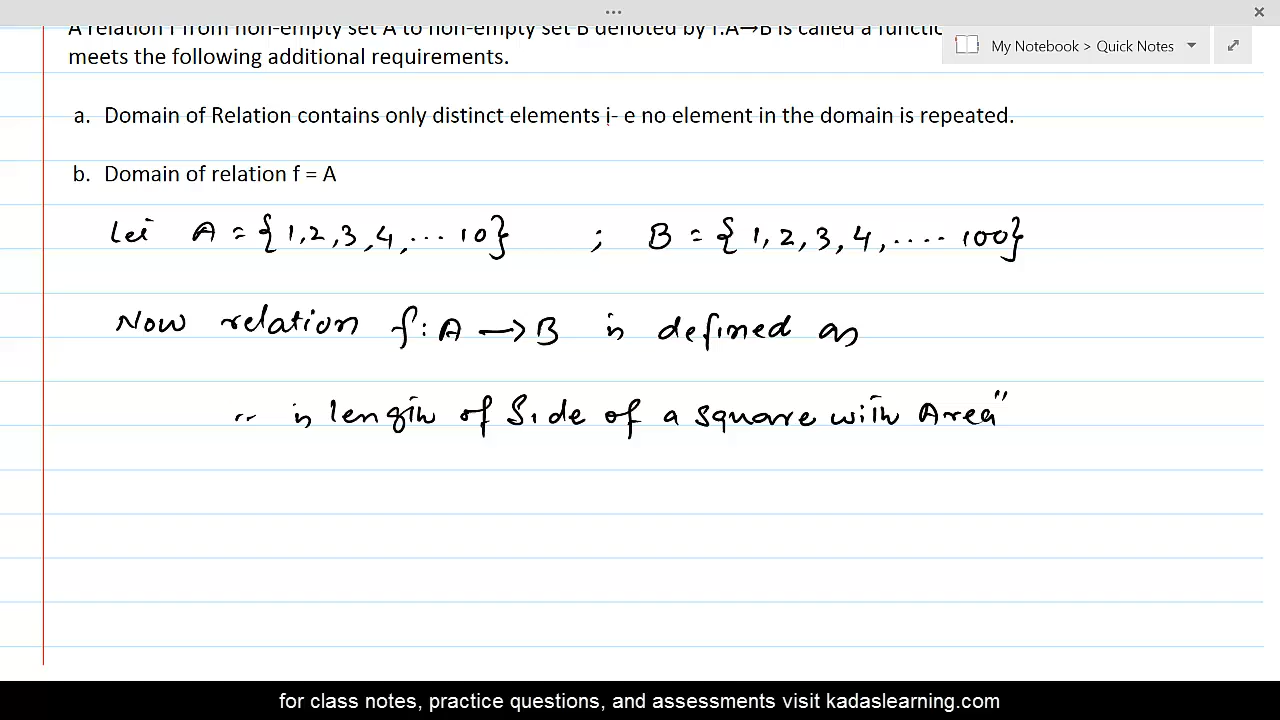 A relation f from non-empty set A to non-empty set B denoted by f:A→B is called a functio
My Notebook > Quick Notes
meets the following additional requirements.
a. Domain of Relation contains only distinct elements i- e no element in the domain is repeated.
b. Domain of relation f = A
Let A = {1,2,3,4,... 10} ; B = {1,2,3,4,.... 100}
Now relation f: A → B is defined as
" is length of Side of a square with Area"
for class notes, practice questions, and assessments visit kadaslearning.com